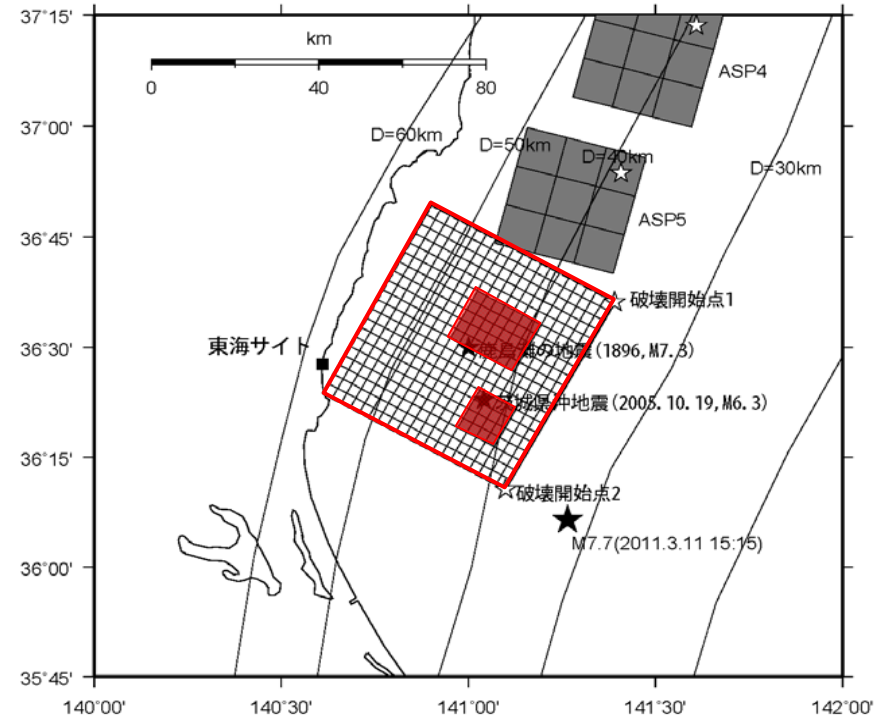 37°15'
km
0
40
80
ASP4
37°00'
D=60km
D=50km
D=40km
D=30km
36°45'
ASP5
破壊開始点1
東海サイト
36°30'
鹿島灘の地震(1896,M7.3)
茨城県沖地震(2005.10.19,M6.3)
36°15'
破壊開始点2
M7.7(2011.3.11 15:15)
36°00'
35°45'
140°00'
140°30'
141°00'
141°30'
142°00'